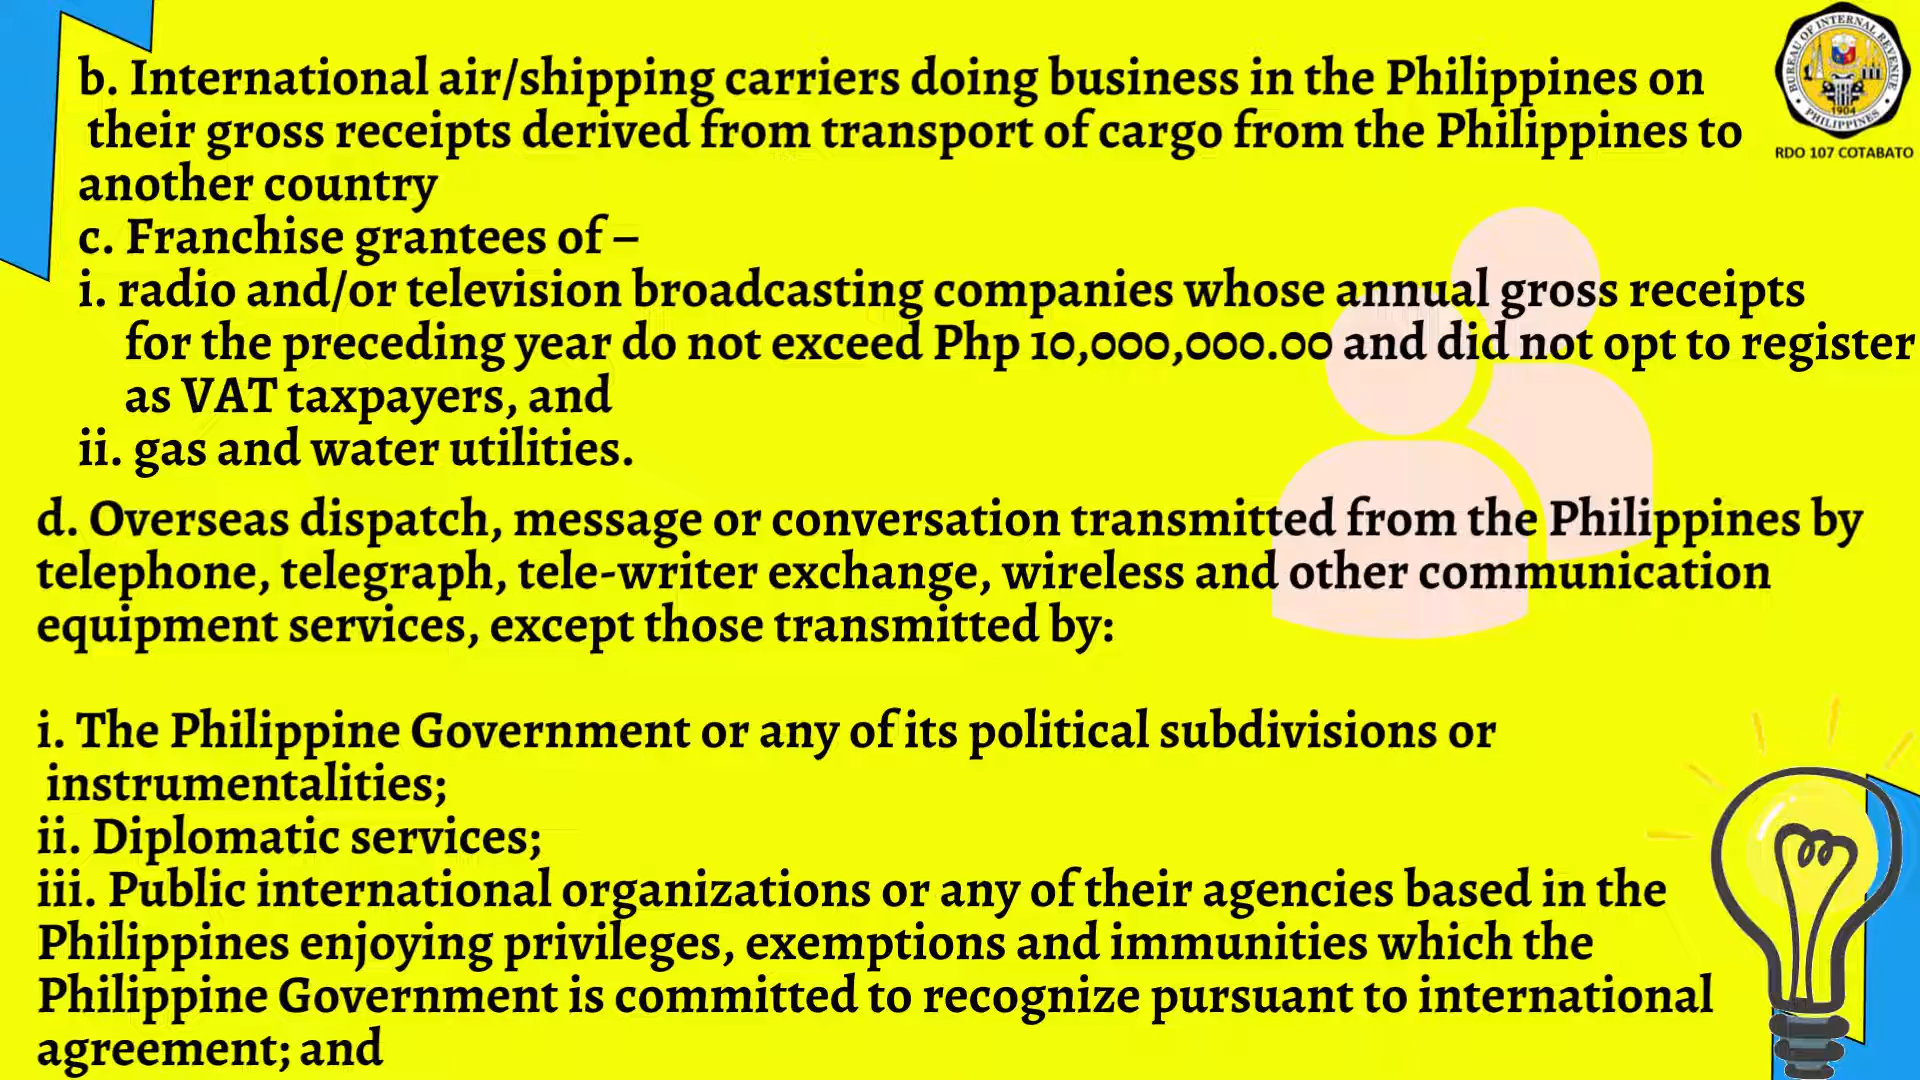 b. International air/shipping carriers doing business in the Philippines on
their gross receipts derived from transport of cargo from the Philippines to
another country
c. Franchise grantees of –
i. radio and/or television broadcasting companies whose annual gross receipts
for the preceding year do not exceed Php 10,000,000.00 and did not opt to register
as VAT taxpayers, and
ii. gas and water utilities.
d. Overseas dispatch, message or conversation transmitted from the Philippines by
telephone, telegraph, tele-writer exchange, wireless and other communication
equipment services, except those transmitted by:
i. The Philippine Government or any of its political subdivisions or
instrumentalities;
ii. Diplomatic services;
iii. Public international organizations or any of their agencies based in the
Philippines enjoying privileges, exemptions and immunities which the
Philippine Government is committed to recognize pursuant to international
agreement; and
BUREAU OF INTERNAL REVENUE
1904
PHILIPPINES
RDO 107 COTABATO